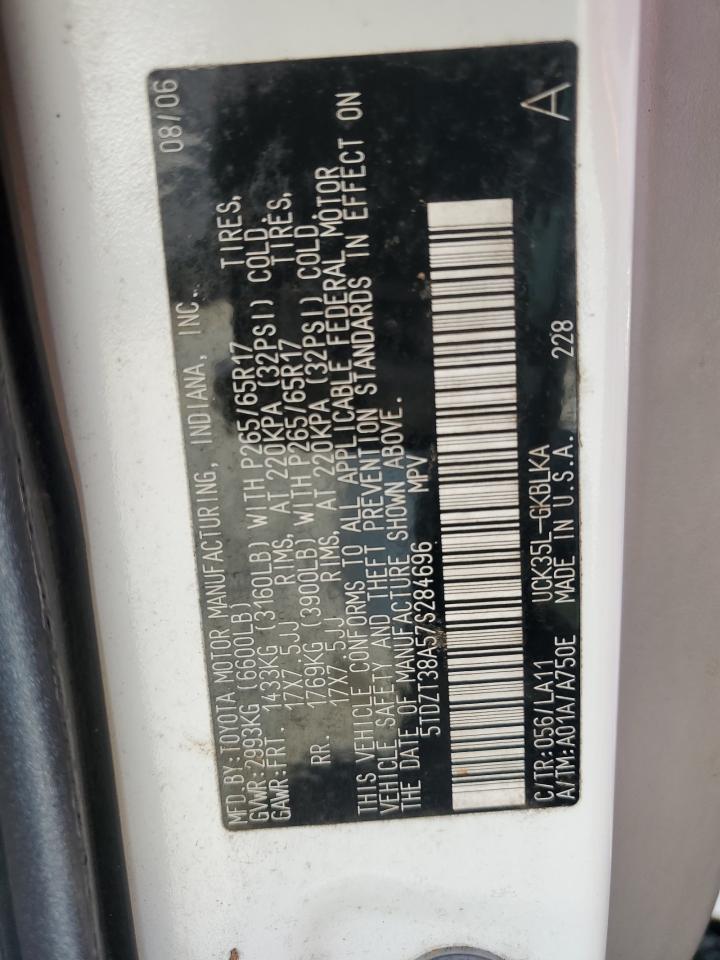 MFD. BY: TOYOTA MOTOR MANUFACTURING, INDIANA, INC. 08/06
GVWR: 2993KG (6600LB)
GAWR: FRT. 1433KG (3160LB) WITH P265/65R17 TIRES,
17X7.5JJ RIMS, AT 220KPA (32PSI) COLD.
RR. 1769KG (3900LB) WITH P265/65R17 TIRES,
17X7.5JJ RIMS, AT 220KPA (32PSI) COLD.
THIS VEHICLE CONFORMS TO ALL APPLICABLE FEDERAL MOTOR
VEHICLE SAFETY AND THEFT PREVENTION STANDARDS IN EFFECT ON
THE DATE OF MANUFACTURE SHOWN ABOVE.
5TDZT38A57S284696 MPV
C/TR: 056/LA11 UCK35L-GKBLKA
A/TM: A01A/A750E MADE IN U.S.A. 228 A